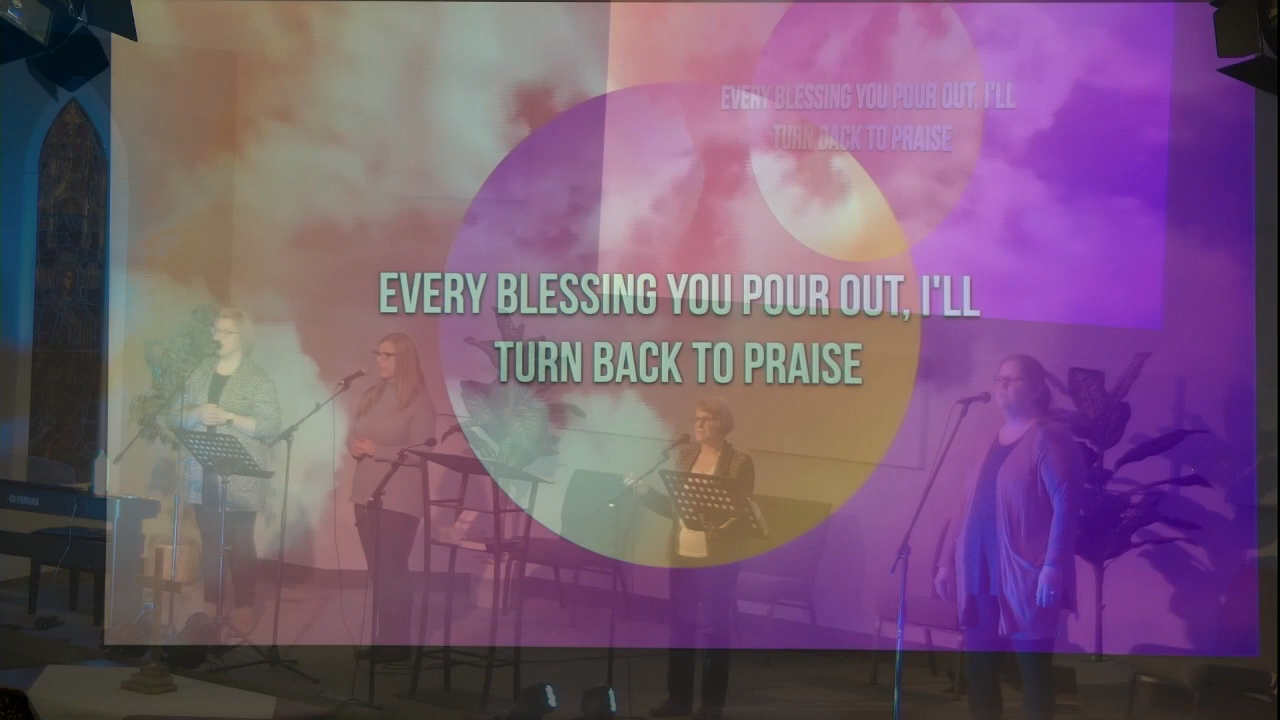 EVERY BLESSING YOU POUR OUT, I'LL
TURN BACK TO PRAISE
EVERY BLESSING YOU POUR OUT, I'LL
TURN BACK TO PRAISE
YAMAHA